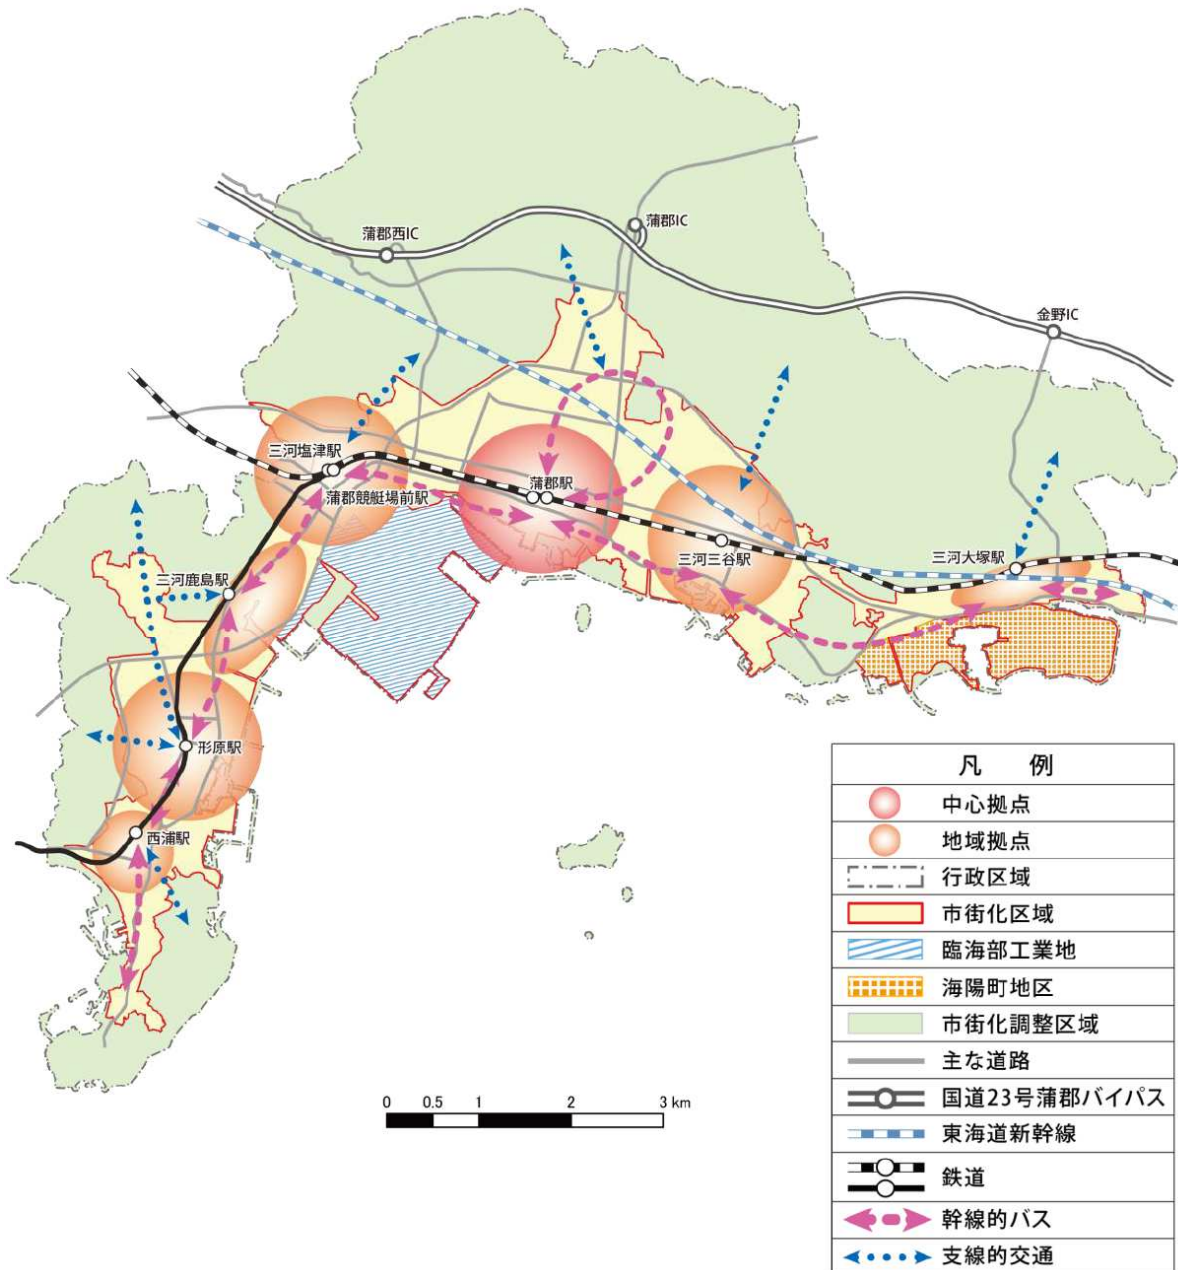 蒲郡IC
蒲郡西IC
金野IC
三河塩津駅
蒲郡駅
蒲郡競艇場前駅
三河三谷駅
三河大塚駅
三河鹿島駅
形原駅
西浦駅
凡 例
中心拠点
地域拠点
行政区域
市街化区域
臨海部工業地
海陽町地区
市街化調整区域
主な道路
国道23号蒲郡バイパス
東海道新幹線
鉄道
幹線的バス
支線的交通
0 0.5 1 2 3 km